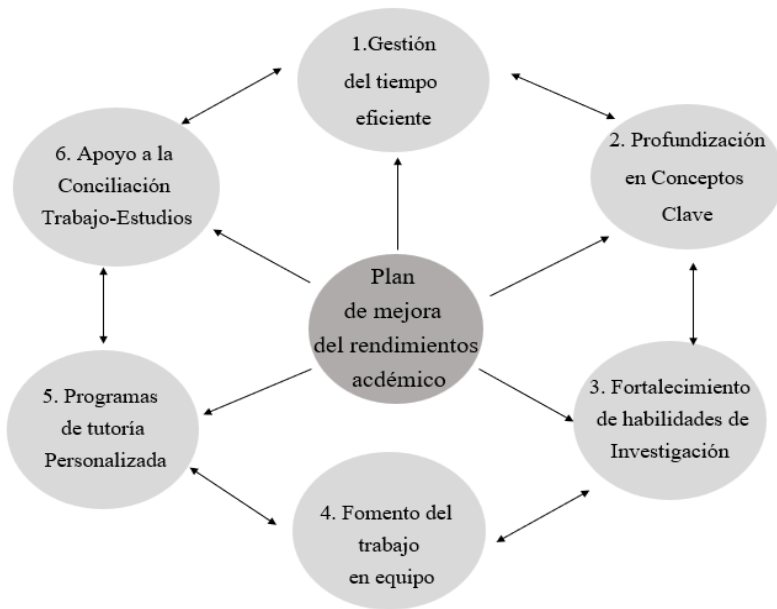 1.Gestión
del tiempo
eficiente
2. Profundización
en Conceptos
Clave
3. Fortalecimiento
de habilidades de
Investigación
4. Fomento del
trabajo
en equipo
5. Programas
de tutoría
Personalizada
6. Apoyo a la
Conciliación
Trabajo-Estudios
Plan
de mejora
del rendimientos
acdémico